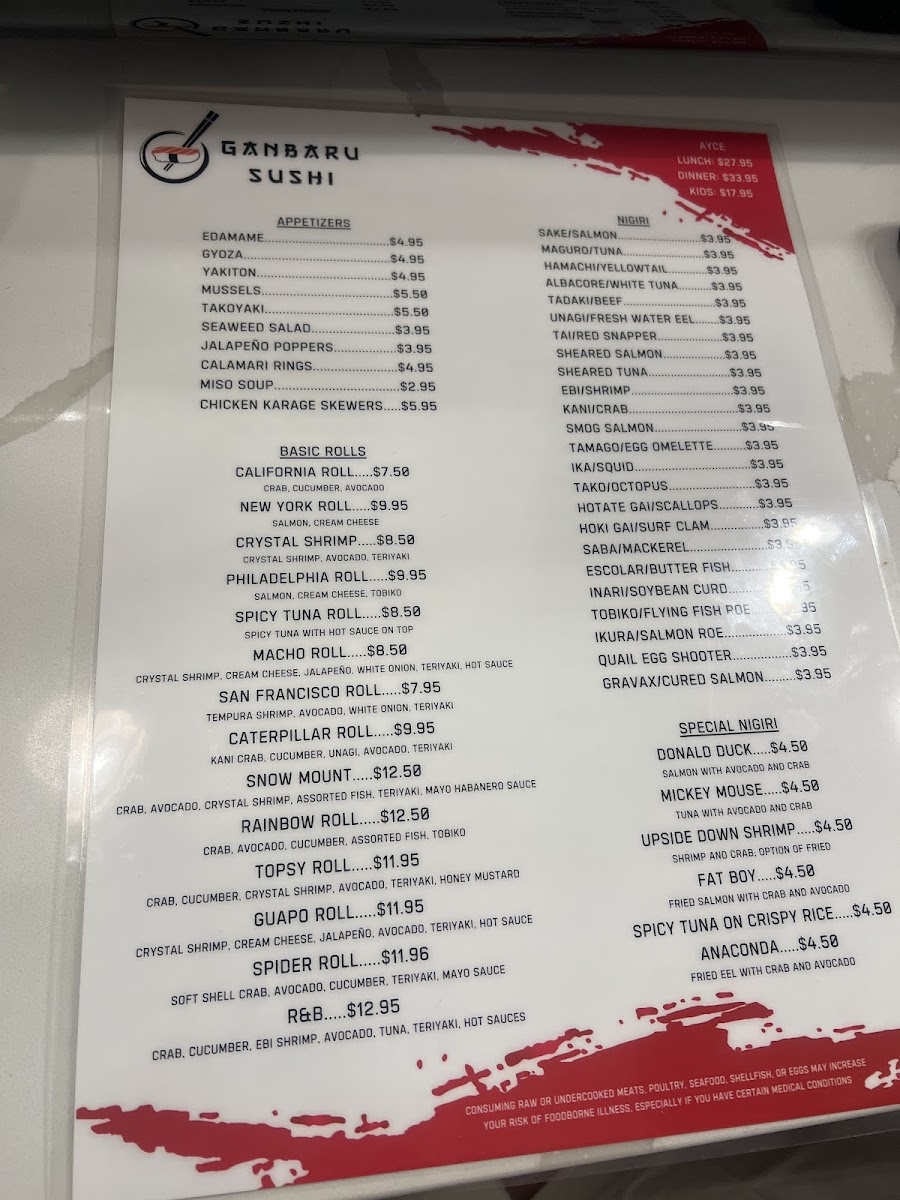 GANBARU
SUSHI
AYCE
LUNCH: $27.95
DINNER: $33.95
KIDS: $17.95
APPETIZERS
EDAMAME.....$4.95
GYOZA.....$4.95
YAKITON.....$4.95
MUSSELS.....$5.50
TAKOYAKI.....$5.50
SEAWEED SALAD.....$3.95
JALAPEÑO POPPERS.....$3.95
CALAMARI RINGS.....$4.95
MISO SOUP.....$2.95
CHICKEN KARAGE SKEWERS.....$5.95
BASIC ROLLS
CALIFORNIA ROLL.....$7.50
CRAB, CUCUMBER, AVOCADO
NEW YORK ROLL.....$9.95
SALMON, CREAM CHEESE
CRYSTAL SHRIMP.....$8.50
CRYSTAL SHRIMP, AVOCADO, TERIYAKI
PHILADELPHIA ROLL.....$9.95
SALMON, CREAM CHEESE, TOBIKO
SPICY TUNA ROLL.....$8.50
SPICY TUNA WITH HOT SAUCE ON TOP
MACHO ROLL.....$8.50
CRYSTAL SHRIMP, CREAM CHEESE, JALAPEÑO, WHITE ONION, TERIYAKI, HOT SAUCE
SAN FRANCISCO ROLL.....$7.95
TEMPURA SHRIMP, AVOCADO, WHITE ONION, TERIYAKI
CATERPILLAR ROLL.....$9.95
KANI CRAB, CUCUMBER, UNAGI, AVOCADO, TERIYAKI
SNOW MOUNT.....$12.50
CRAB, AVOCADO, CRYSTAL SHRIMP, ASSORTED FISH, TERIYAKI, MAYO HABANERO SAUCE
RAINBOW ROLL.....$12.50
CRAB, AVOCADO, CUCUMBER, ASSORTED FISH, TOBIKO
TOPSY ROLL.....$11.95
CRAB, CUCUMBER, CRYSTAL SHRIMP, AVOCADO, TERIYAKI, HONEY MUSTARD
GUAPO ROLL.....$11.95
CRYSTAL SHRIMP, CREAM CHEESE, JALAPEÑO, AVOCADO, TERIYAKI, HOT SAUCE
SPIDER ROLL.....$11.96
SOFT SHELL CRAB, AVOCADO, CUCUMBER, TERIYAKI, MAYO SAUCE
R&B.....$12.95
CRAB, CUCUMBER, EBI SHRIMP, AVOCADO, TUNA, TERIYAKI, HOT SAUCES
NIGIRI
SAKE/SALMON.....$3.95
MAGURO/TUNA.....$3.95
HAMACHI/YELLOWTAIL.....$3.95
ALBACORE/WHITE TUNA.....$3.95
TADAKI/BEEF.....$3.95
UNAGI/FRESH WATER EEL.....$3.95
TAI/RED SNAPPER.....$3.95
SHEARED SALMON.....$3.95
SHEARED TUNA.....$3.95
EBI/SHRIMP.....$3.95
KANI/CRAB.....$3.95
SMOG SALMON.....$3.95
TAMAGO/EGG OMELETTE.....$3.95
IKA/SQUID.....$3.95
TAKO/OCTOPUS.....$3.95
HOTATE GAI/SCALLOPS.....$3.95
HOKI GAI/SURF CLAM.....$3.95
SABA/MACKEREL.....$3.9
ESCOLAR/BUTTER FISH.....
INARI/SOYBEAN CURD.....
TOBIKO/FLYING FISH POE.....
IKURA/SALMON ROE.....$3.95
QUAIL EGG SHOOTER.....$3.95
GRAVAX/CURED SALMON.....$3.95
SPECIAL NIGIRI
DONALD DUCK.....$4.50
SALMON WITH AVOCADO AND CRAB
MICKEY MOUSE.....$4.50
TUNA WITH AVOCADO AND CRAB
UPSIDE DOWN SHRIMP.....$4.50
SHRIMP AND CRAB; OPTION OF FRIED
FAT BOY.....$4.50
FRIED SALMON WITH CRAB AND AVOCADO
SPICY TUNA ON CRISPY RICE.....$4.50
ANACONDA.....$4.50
FRIED EEL WITH CRAB AND AVOCADO
CONSUMING RAW OR UNDERCOOKED MEATS, POULTRY, SEAFOOD, SHELLFISH, OR EGGS MAY INCREASE
YOUR RISK OF FOODBORNE ILLNESS, ESPECIALLY IF YOU HAVE CERTAIN MEDICAL CONDITIONS